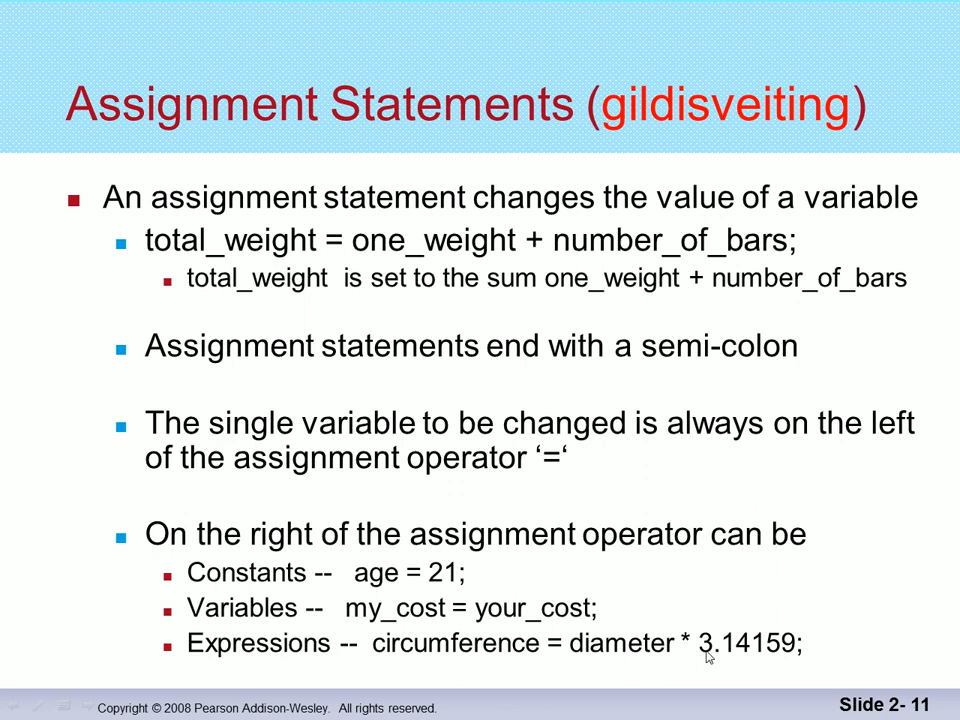 Assignment Statements (gildisveiting)
An assignment statement changes the value of a variable
total_weight = one_weight + number_of_bars;
total_weight is set to the sum one_weight + number_of_bars
Assignment statements end with a semi-colon
The single variable to be changed is always on the left
of the assignment operator ‘=‘
On the right of the assignment operator can be
Constants -- age = 21;
Variables -- my_cost = your_cost;
Expressions -- circumference = diameter * 3.14159;
Copyright © 2008 Pearson Addison-Wesley. All rights reserved.
Slide 2- 11